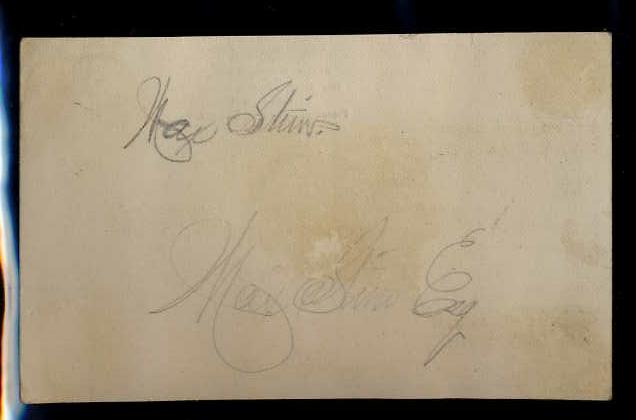 Max Stein.
Max Stein Esq